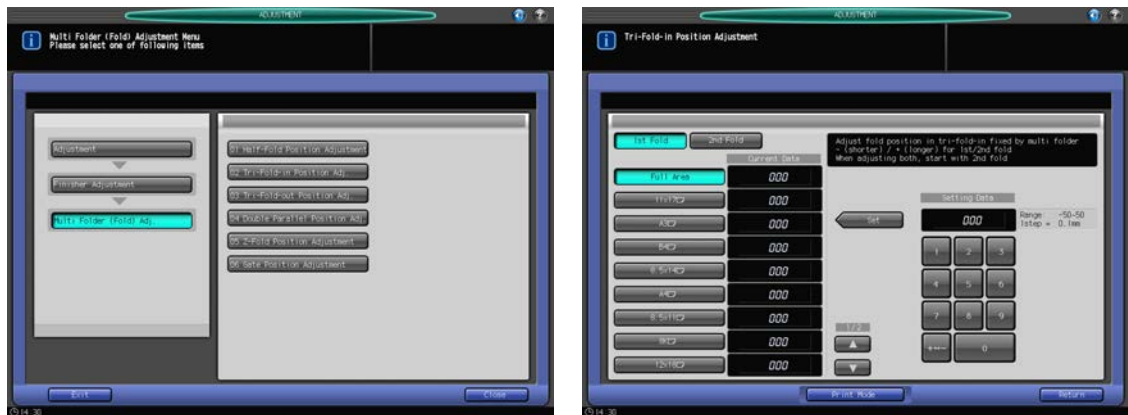 ADJUSTMENT
Multi Folder (Fold) Adjustment Menu
Please select one of following items
Adjustment
Finisher Adjustment
Multi Folder (Fold) Adj.
01 Half-Fold Position Adjustment
02 Tri-Fold-in Position Adj.
03 Tri-Fold-out Position Adj.
04 Double Parallel Position Adj.
05 Z-Fold Position Adjustment
06 Gate Position Adjustment
Exit
Close
14:30
ADJUSTMENT
Tri-Fold-in Position Adjustment
1st Fold
2nd Fold
Current Data
Full Area
000
11x17
000
A3
000
B4
000
8.5x14
000
A4
000
8.5x11
000
000
12x18
000
1/2
Adjust fold position in tri-fold-in fixed by multi folder
- (shorter) / + (longer) for 1st/2nd fold
When adjusting both, start with 2nd fold
Set
Setting Data
000
Range: -50-50
1step = 0.1mm
1 2 3
4 5 6
7 8 9
0
Print Mode
Return
14:30